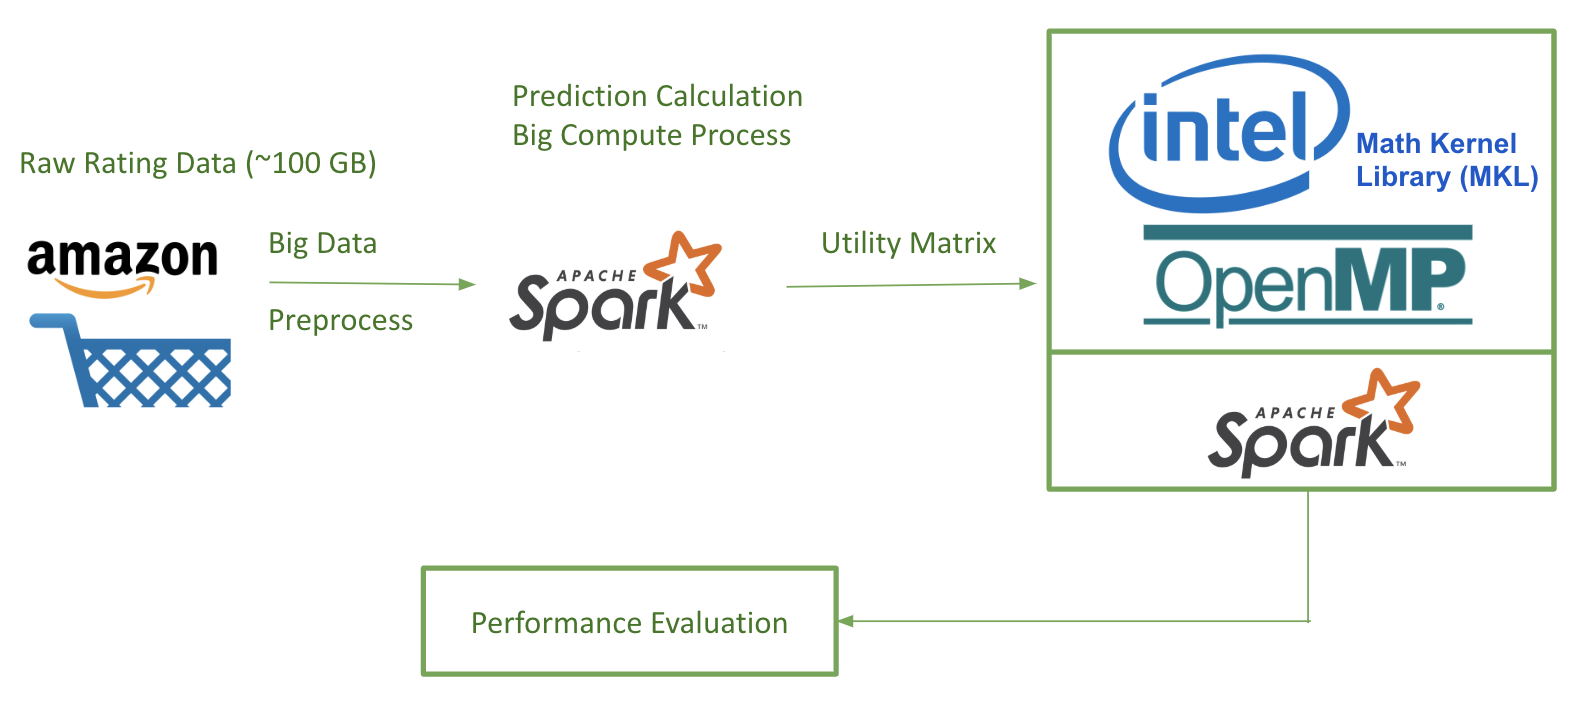 Raw Rating Data (~100 GB)
amazon
Big Data
Preprocess
Prediction Calculation
Big Compute Process
APACHE
Spark™
Utility Matrix
intel
Math Kernel
Library (MKL)
OpenMP®
APACHE
Spark™
Performance Evaluation